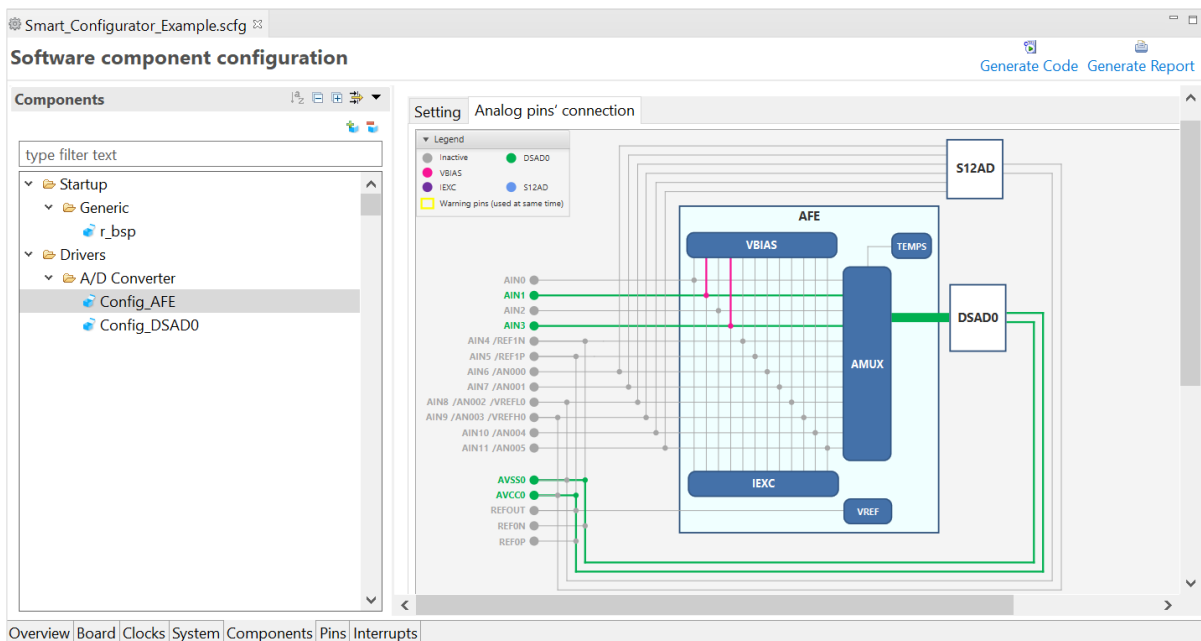 Smart_Configurator_Example.scfg
Software component configuration
Generate Code
Generate Report
Components
type filter text
Startup
Generic
r_bsp
Drivers
A/D Converter
Config_AFE
Config_DSAD0
Setting
Analog pins' connection
Legend
Inactive
DSAD0
VBIAS
IEXC
S12AD
Warning pins (used at same time)
S12AD
AFE
VBIAS
TEMPS
AIN0
AIN1
AIN2
AIN3
AIN4 /REF1N
AIN5 /REF1P
AIN6 /AN000
AIN7 /AN001
AIN8 /AN002 /VREFL0
AIN9 /AN003 /VREFH0
AIN10 /AN004
AIN11 /AN005
AMUX
DSAD0
AVSS0
AVCC0
REFOUT
REF0N
REF0P
IEXC
VREF
Overview
Board
Clocks
System
Components
Pins
Interrupts